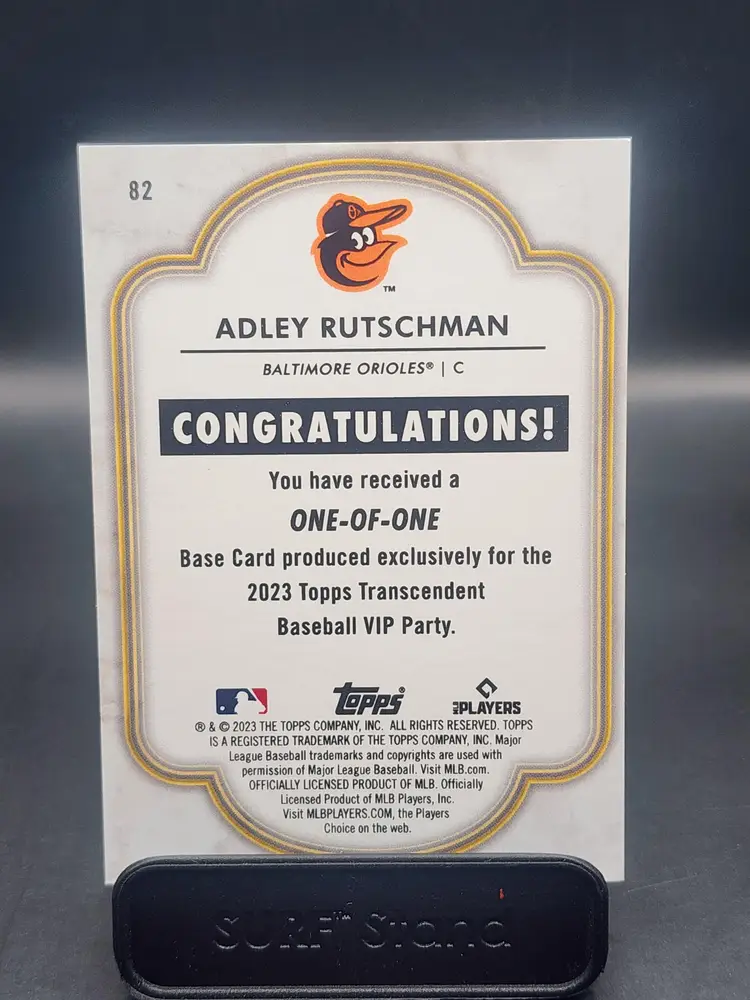 82
TM
ADLEY RUTSCHMAN
BALTIMORE ORIOLES® | C
CONGRATULATIONS!
You have received a
ONE-OF-ONE
Base Card produced exclusively for the
2023 Topps Transcendent
Baseball VIP Party.
topps® MLB PLAYERS
® & © 2023 THE TOPPS COMPANY, INC. ALL RIGHTS RESERVED. TOPPS
IS A REGISTERED TRADEMARK OF THE TOPPS COMPANY, INC. Major
League Baseball trademarks and copyrights are used with
permission of Major League Baseball. Visit MLB.com.
OFFICIALLY LICENSED PRODUCT OF MLB. Officially
Licensed Product of MLB Players, Inc.
Visit MLBPLAYERS.COM, the Players
Choice on the web.
SURF™ Stand